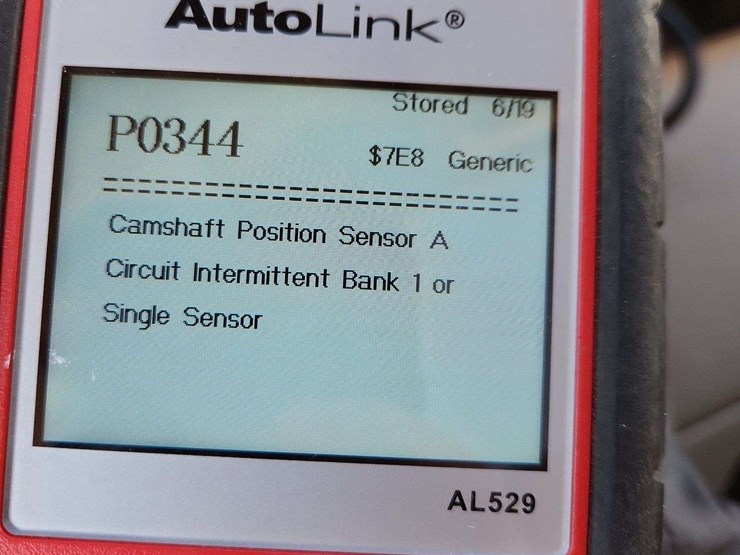 AutoLink®
Stored 6/19
P0344
$7E8 Generic
================================
Camshaft Position Sensor A
Circuit Intermittent Bank 1 or
Single Sensor
AL529